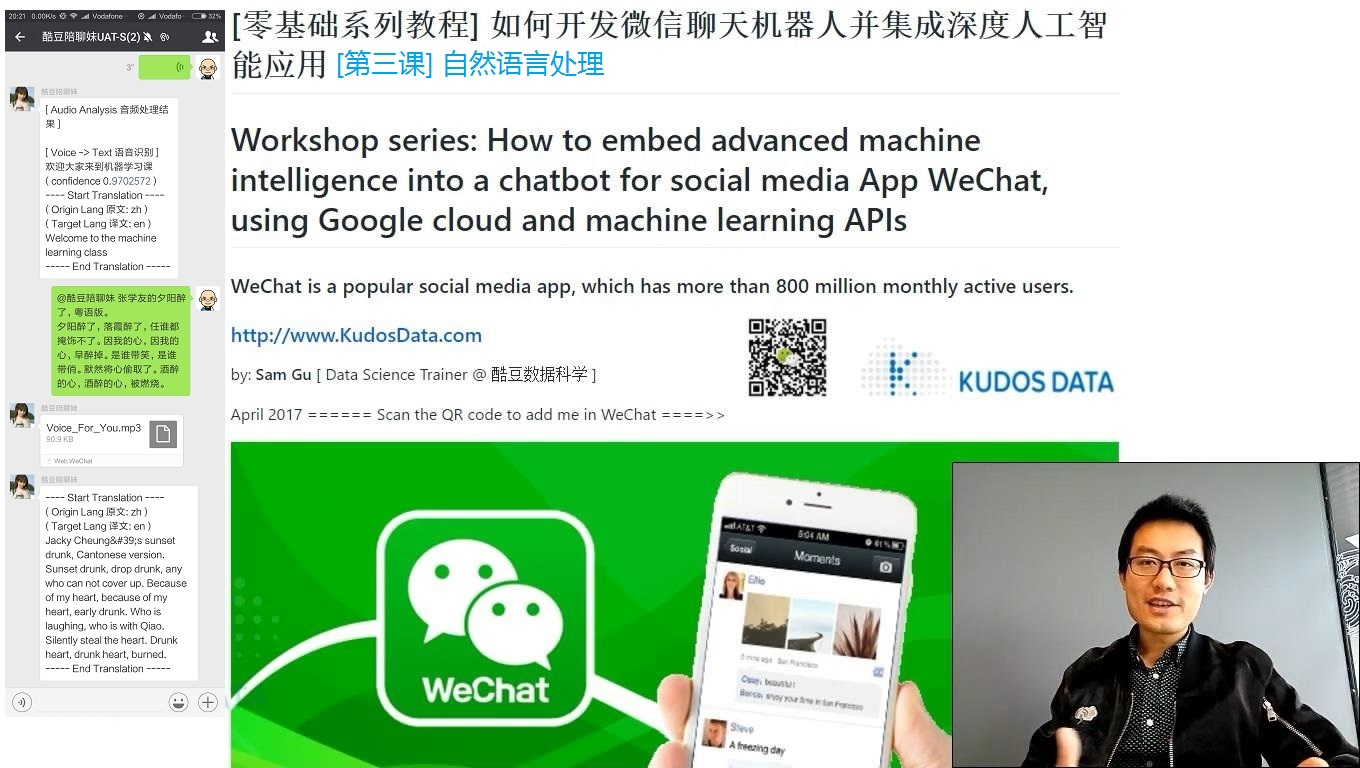 20:21 0.00K/s Vodafone Vodafo 32%
酷豆陪聊妹UAT-S(2)
3"
酷豆陪聊妹
[ Audio Analysis 音频处理结
果 ]
[ Voice -> Text 语音识别 ]
欢迎大家来到机器学习课
( confidence 0.9702572 )
---- Start Translation ----
( Origin Lang 原文: zh )
( Target Lang 译文: en )
Welcome to the machine
learning class
----- End Translation -----
@酷豆陪聊妹 张学友的夕阳醉
了，粤语版。
夕阳醉了，落霞醉了，任谁都
掩饰不了。因我的心，因我的
心，早醉掉。是谁带笑，是谁
带俏。默然将心偷取了。酒醉
的心，酒醉的心，被燃烧。
酷豆陪聊妹
Voice_For_You.mp3
90.9 KB
Web WeChat
酷豆陪聊妹
---- Start Translation ----
( Origin Lang 原文: zh )
( Target Lang 译文: en )
Jacky Cheung&#39;s sunset
drunk, Cantonese version.
Sunset drunk, drop drunk, any
who can not cover up. Because
of my heart, because of my
heart, early drunk. Who is
laughing, who is with Qiao.
Silently steal the heart. Drunk
heart, drunk heart, burned.
----- End Translation -----
[零基础系列教程] 如何开发微信聊天机器人并集成深度人工智
能应用 [第三课] 自然语言处理
Workshop series: How to embed advanced machine
intelligence into a chatbot for social media App WeChat,
using Google cloud and machine learning APIs
WeChat is a popular social media app, which has more than 800 million monthly active users.
http://www.KudosData.com
by: Sam Gu [ Data Science Trainer @ 酷豆数据科学 ]
KUDOS DATA
April 2017 ====== Scan the QR code to add me in WeChat ====>>
WeChat
AT&T 5:04 AM 61%
Social Moments
Ellie
2 mins ago San Francisco
beautiful!
enjoy your time in San Francisco
Steve
A freezing day